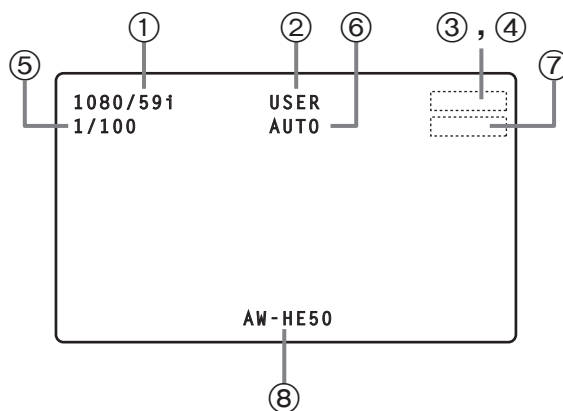 ① ② ⑥ ③ , ④
⑤ ⑦
1080/59i USER
1/100 AUTO
AW-HE50
⑧